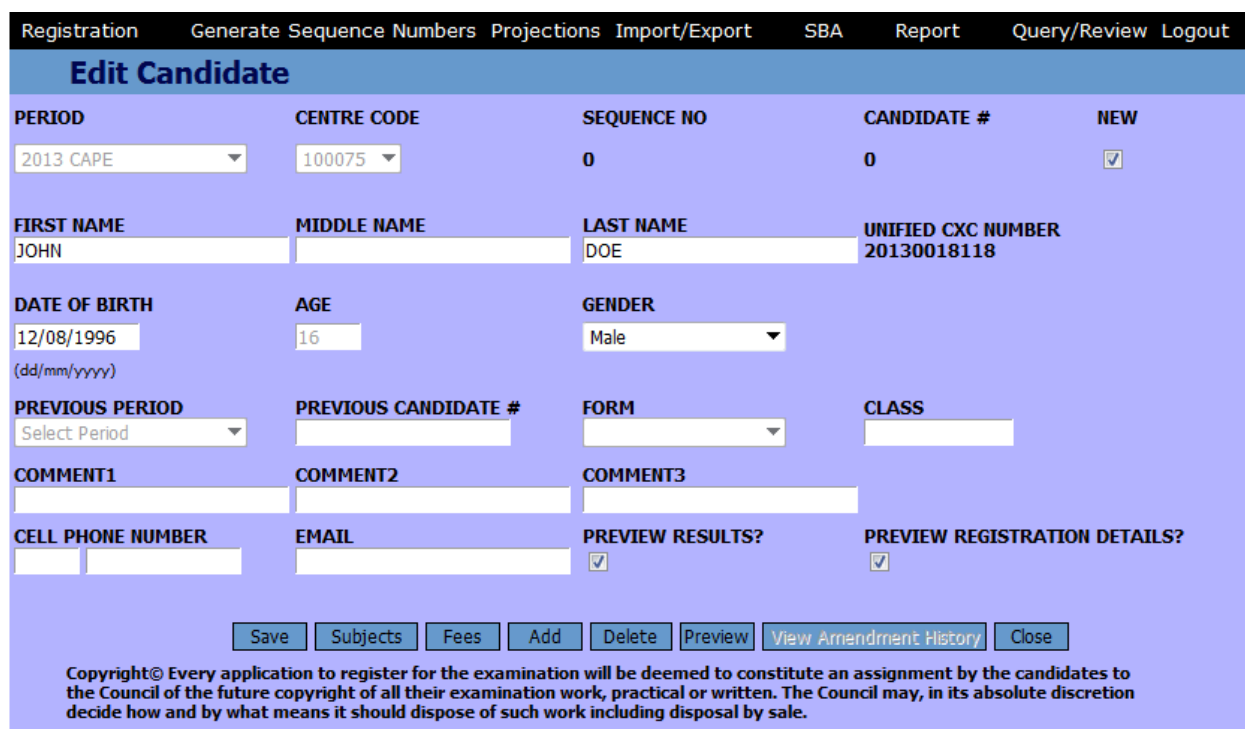 Registration Generate Sequence Numbers Projections Import/Export SBA Report Query/Review Logout
Edit Candidate
PERIOD CENTRE CODE SEQUENCE NO CANDIDATE # NEW
2013 CAPE 100075 0 0
FIRST NAME MIDDLE NAME LAST NAME UNIFIED CXC NUMBER
JOHN DOE 20130018118
DATE OF BIRTH AGE GENDER
12/08/1996 16 Male
(dd/mm/yyyy)
PREVIOUS PERIOD PREVIOUS CANDIDATE # FORM CLASS
Select Period
COMMENT1 COMMENT2 COMMENT3
CELL PHONE NUMBER EMAIL PREVIEW RESULTS? PREVIEW REGISTRATION DETAILS?
Save Subjects Fees Add Delete Preview View Amendment History Close
Copyright© Every application to register for the examination will be deemed to constitute an assignment by the candidates to
the Council of the future copyright of all their examination work, practical or written. The Council may, in its absolute discretion
decide how and by what means it should dispose of such work including disposal by sale.